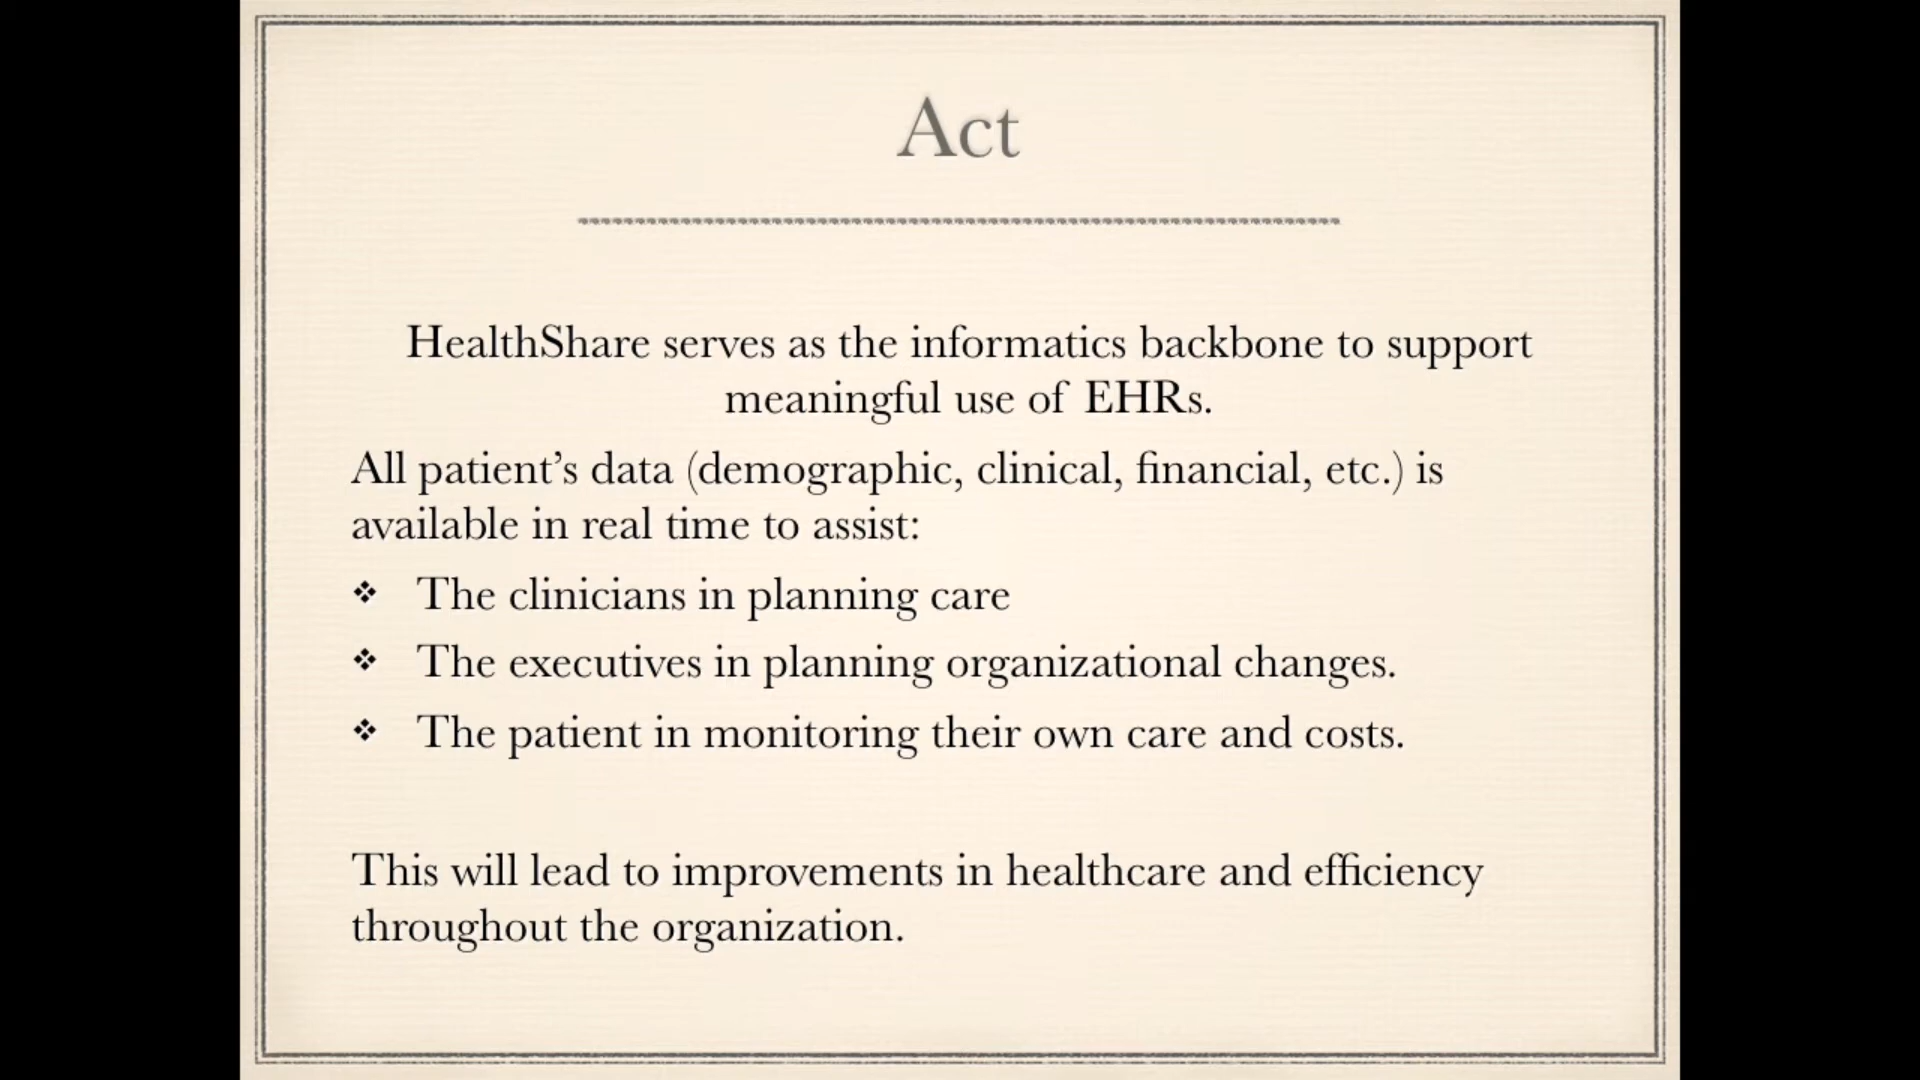 Act
HealthShare serves as the informatics backbone to support
meaningful use of EHRs.
All patient’s data (demographic, clinical, financial, etc.) is
available in real time to assist:
❖ The clinicians in planning care
❖ The executives in planning organizational changes.
❖ The patient in monitoring their own care and costs.
This will lead to improvements in healthcare and efficiency
throughout the organization.